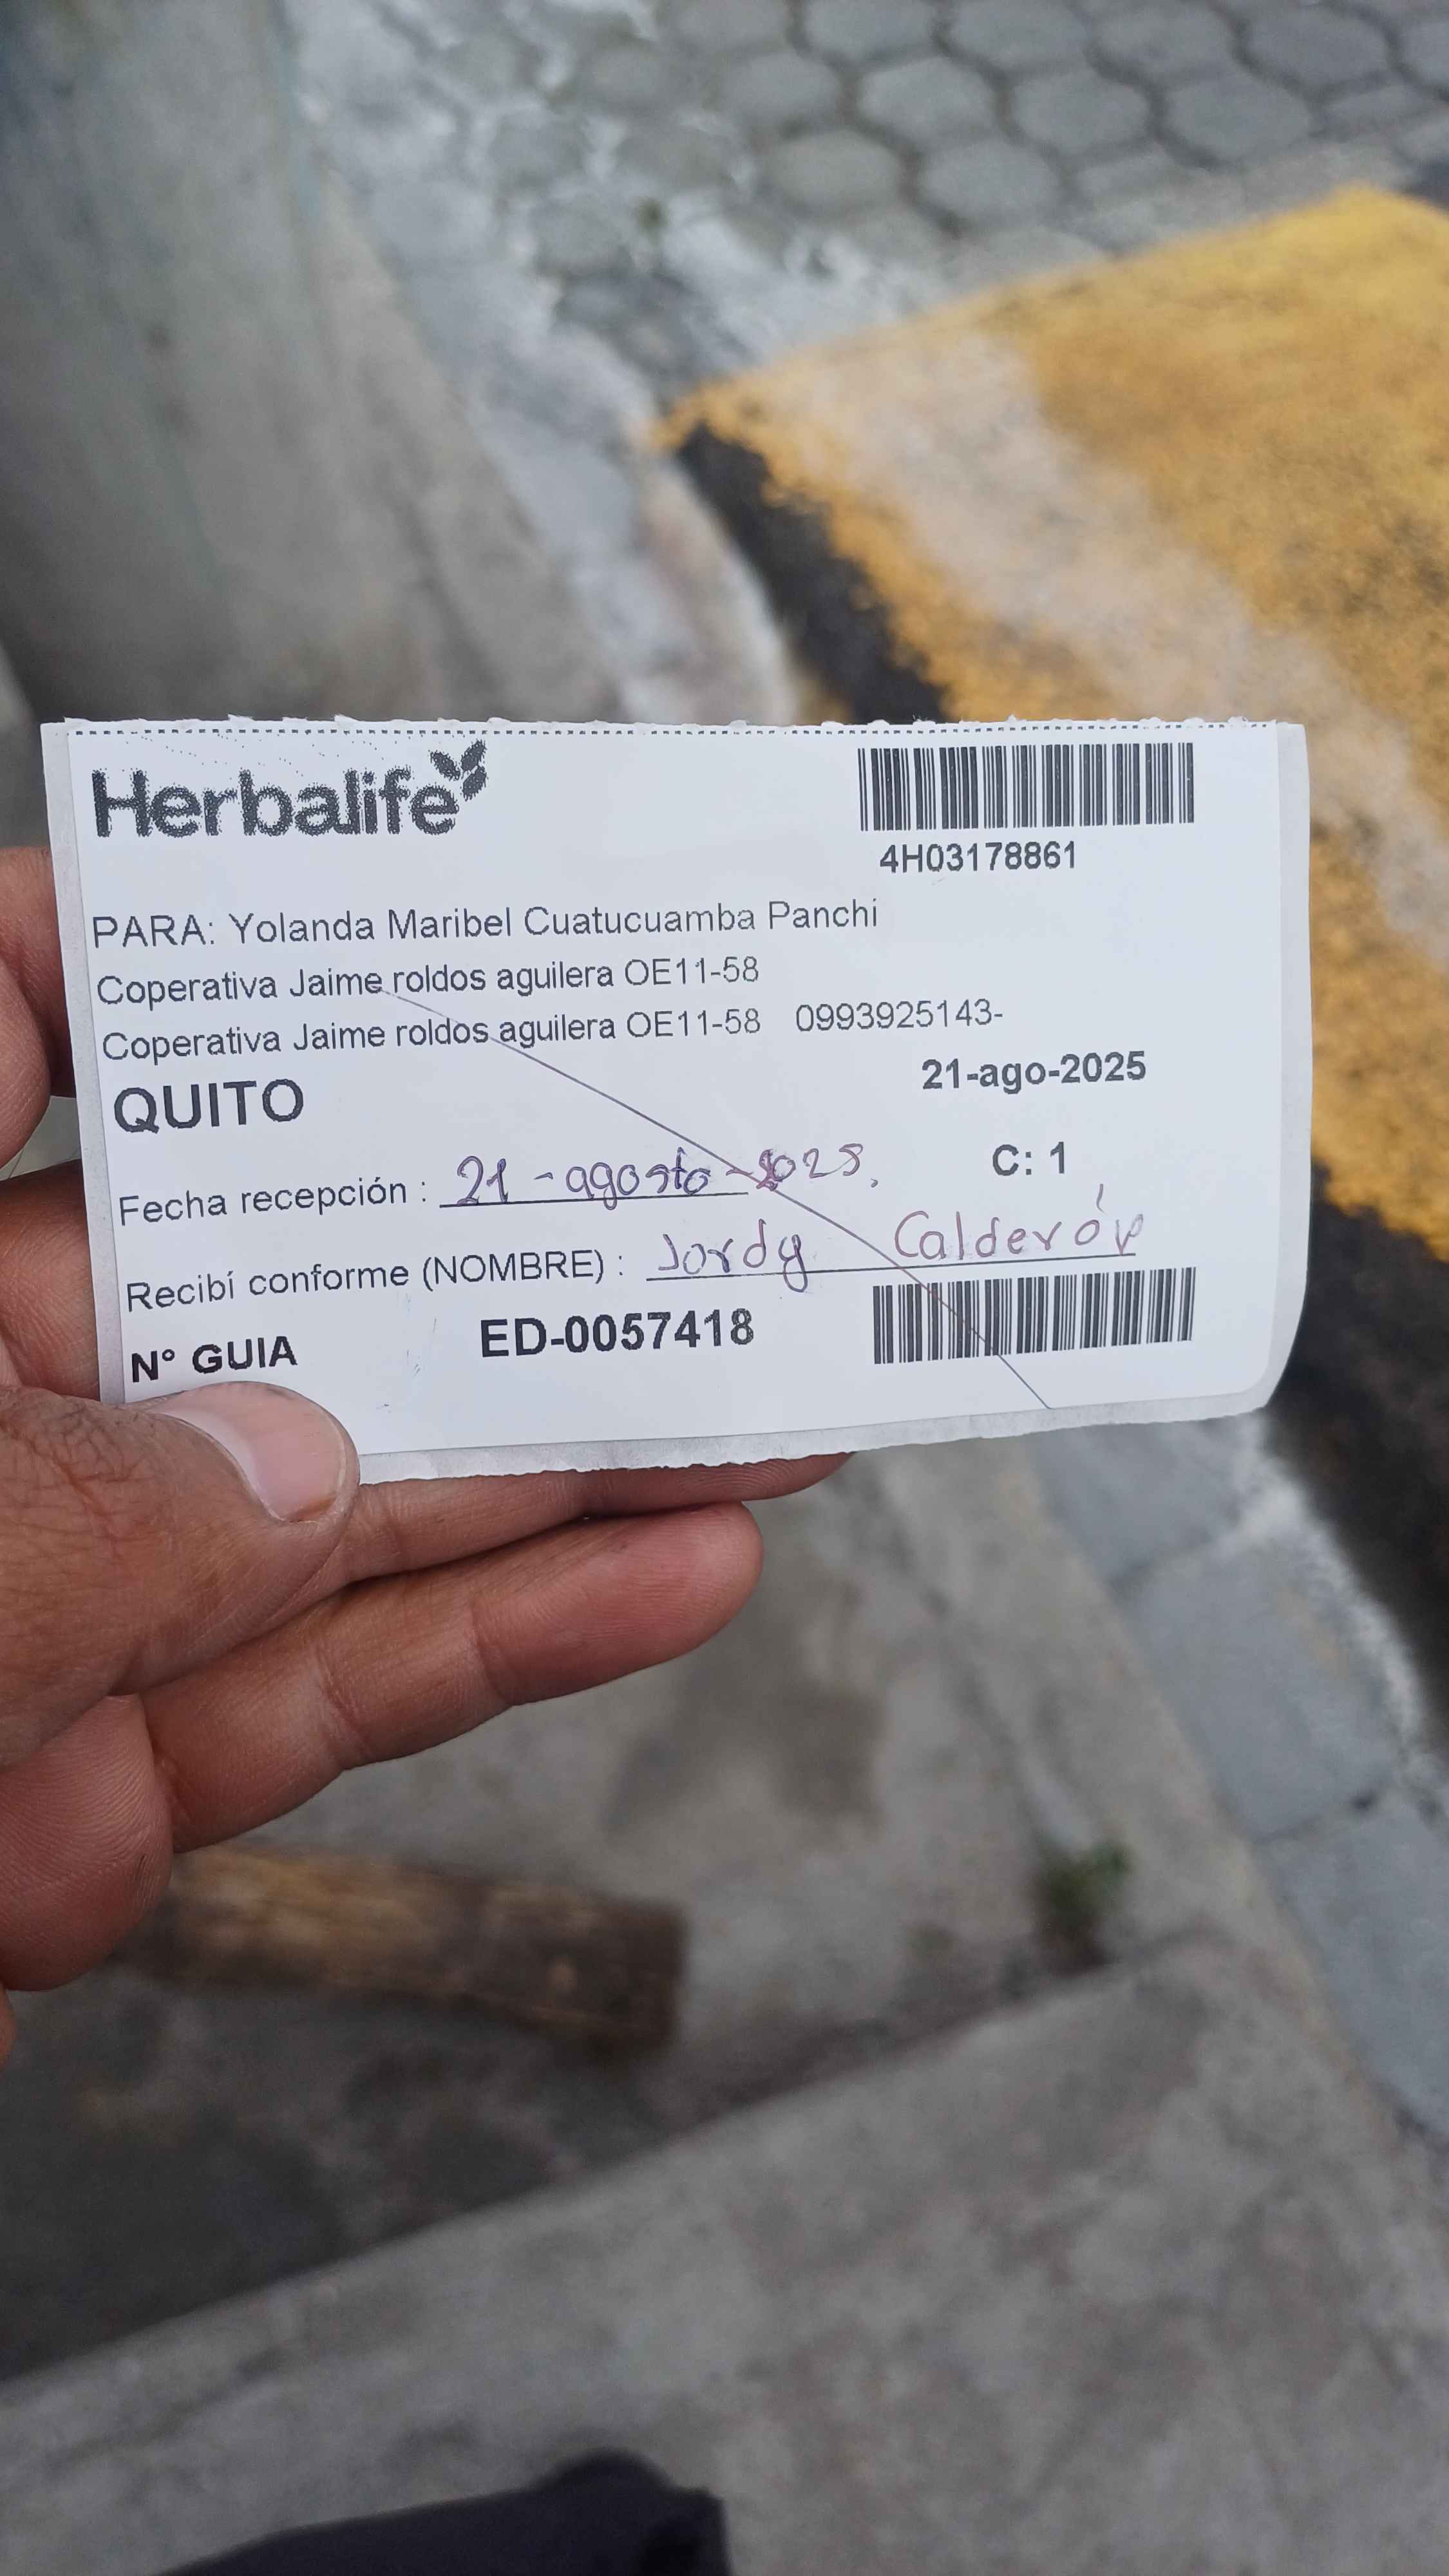 Herbalife
4H03178861
PARA: Yolanda Maribel Cuatucuamba Panchi
Coperativa Jaime roldos aguilera OE11-58
Coperativa Jaime roldos aguilera OE11-58 0993925143-
QUITO
21-ago-2025
Fecha recepción : 21-agosto-2025.
C: 1
Recibí conforme (NOMBRE) : Jordy Calderón
N° GUIA ED-0057418